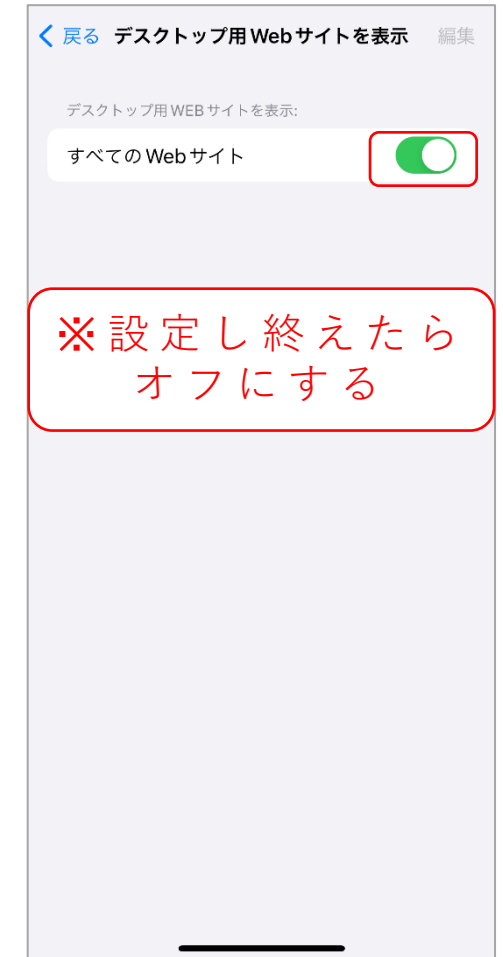 戻る デスクトップ用Webサイトを表示 編集
デスクトップ用WEBサイトを表示:
すべてのWebサイト
※設定し終えたら
オフにする